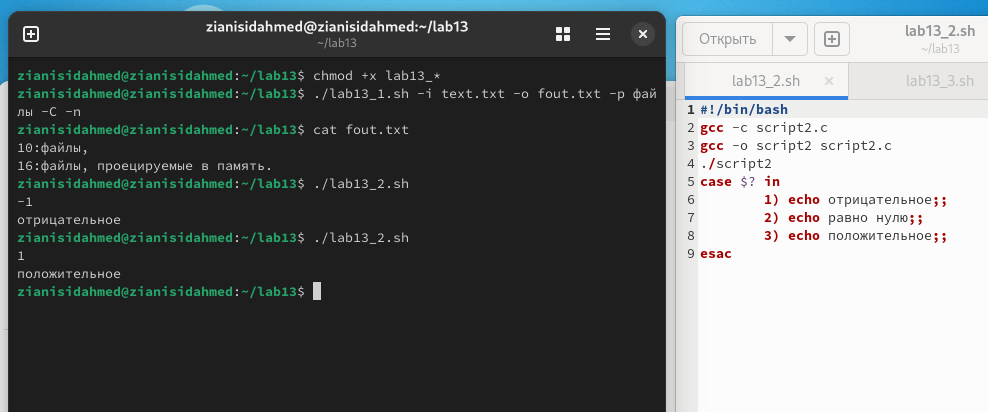 zianisidahmed@zianisidahmed:~/lab13
~/lab13
zianisidahmed@zianisidahmed:~/lab13$ chmod +x lab13_*
zianisidahmed@zianisidahmed:~/lab13$ ./lab13_1.sh -i text.txt -o fout.txt -p фай
лы -C -n
zianisidahmed@zianisidahmed:~/lab13$ cat fout.txt
10:файлы,
16:файлы, проецируемые в память.
zianisidahmed@zianisidahmed:~/lab13$ ./lab13_2.sh
-1
отрицательное
zianisidahmed@zianisidahmed:~/lab13$ ./lab13_2.sh
1
положительное
zianisidahmed@zianisidahmed:~/lab13$
Открыть
lab13_2.sh
~/lab13
lab13_2.sh
lab13_3.sh
1 #!/bin/bash
2 gcc -c script2.c
3 gcc -o script2 script2.c
4 ./script2
5 case $? in
6 1) echo отрицательное;;
7 2) echo равно нулю;;
8 3) echo положительное;;
9 esac